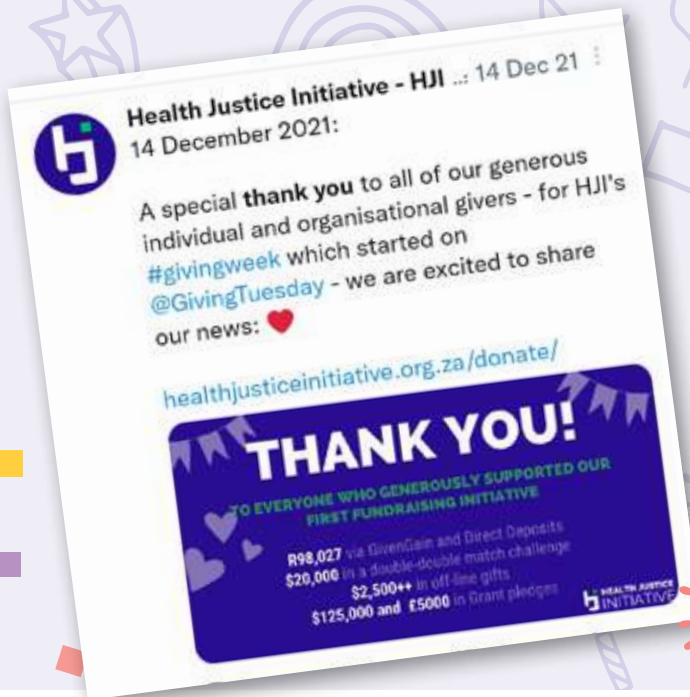 Health Justice Initiative - HJI ..: 14 Dec 21
14 December 2021:
A special thank you to all of our generous
individual and organisational givers - for HJI's
#givingweek which started on
@GivingTuesday - we are excited to share
our news: ❤️
healthjusticeinitiative.org.za/donate/
THANK YOU!
TO EVERYONE WHO GENEROUSLY SUPPORTED OUR
FIRST FUNDRAISING INITIATIVE
R98,027 via GivenGain and Direct Deposits
$20,000 in a double-double match challenge
$2,500++ in off-line gifts
$125,000 and £5000 in Grant pledges
HEALTH JUSTICE
INITIATIVE